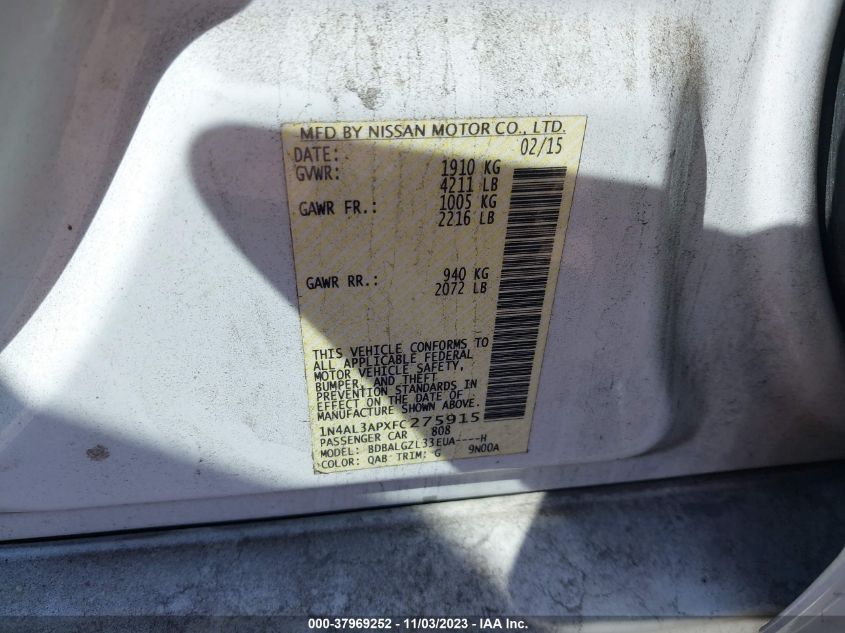 MFD BY NISSAN MOTOR CO., LTD.
DATE: 02/15
GVWR: 1910 KG
4211 LB
GAWR FR.: 1005 KG
2216 LB
GAWR RR.: 940 KG
2072 LB
THIS VEHICLE CONFORMS TO
ALL APPLICABLE FEDERAL
MOTOR VEHICLE SAFETY,
BUMPER, AND THEFT
PREVENTION STANDARDS IN
EFFECT ON THE DATE OF
MANUFACTURE SHOWN ABOVE.
1N4AL3APXFC275915
PASSENGER CAR 808
MODEL: BDBALGZL33EUA----H
COLOR: QAB TRIM: G 9N00A
000-37969252 - 11/03/2023 - IAAI.com